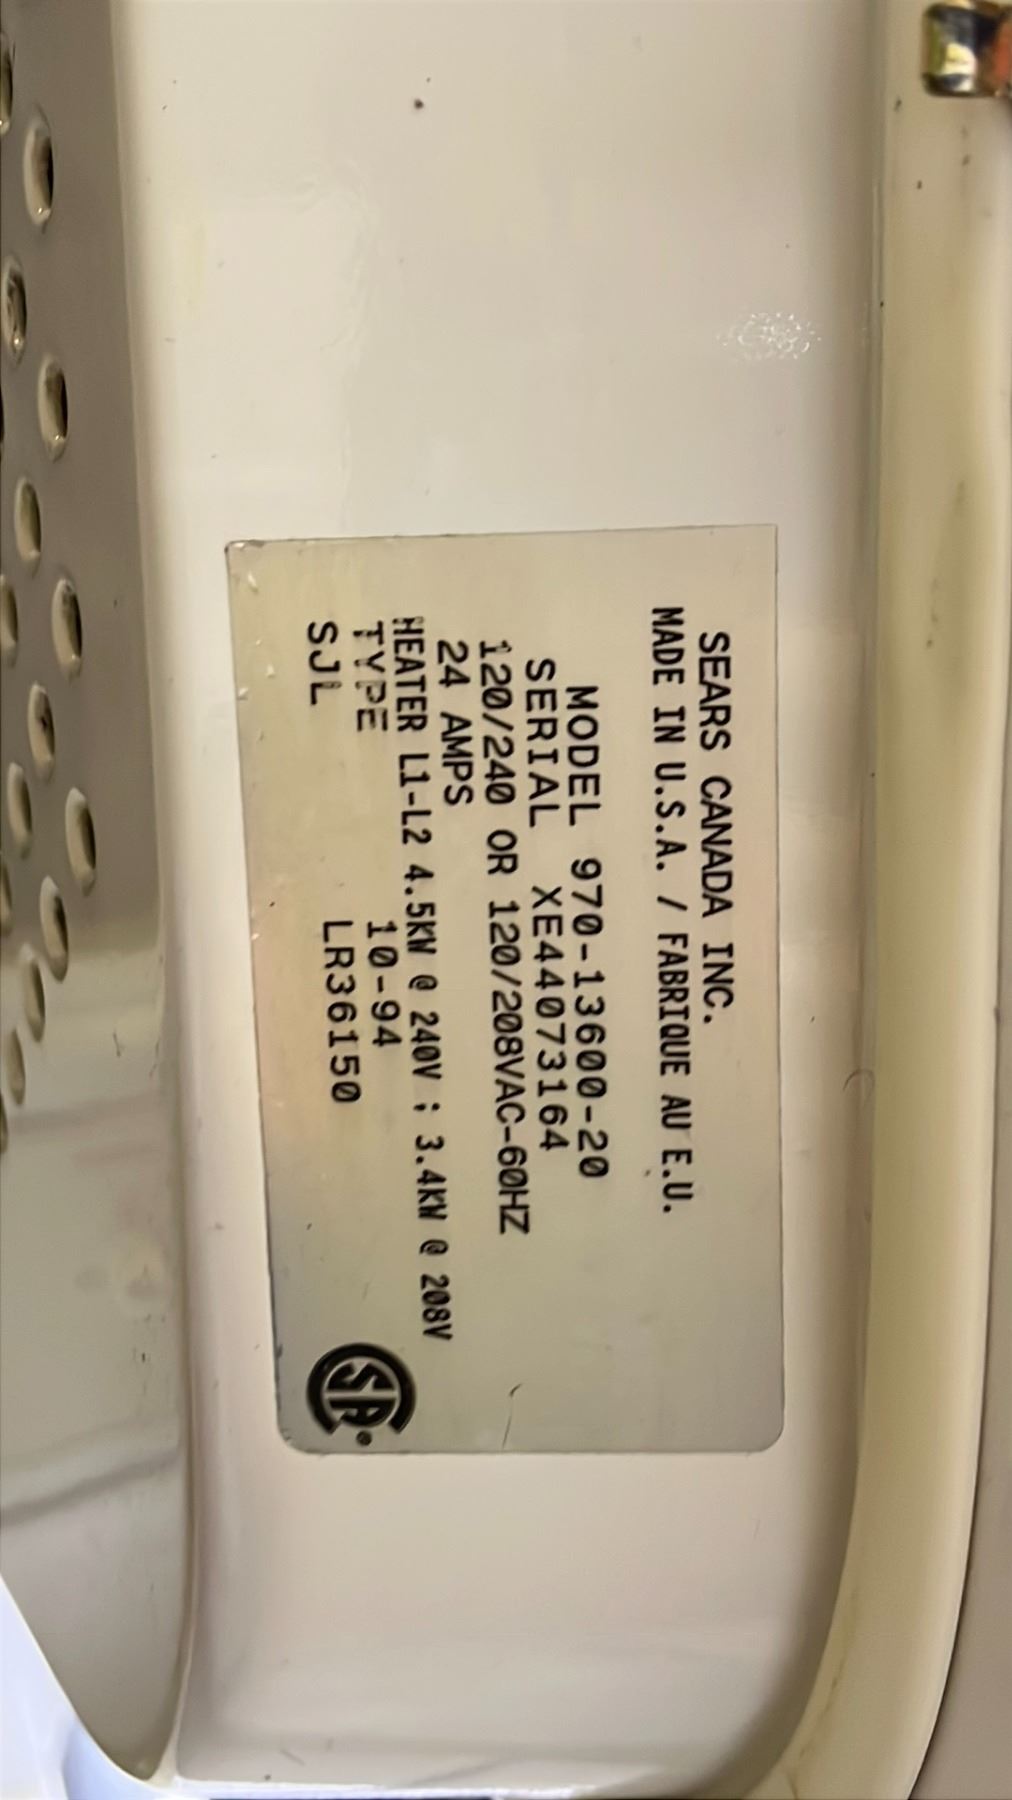 SEARS CANADA INC.
MADE IN U.S.A. / FABRIQUE AU E.U.
MODEL 970-13600-20
SERIAL XE44073164
120/240 OR 120/208VAC-60HZ
24 AMPS
HEATER L1-L2 4.5KW @ 240V ; 3.4KW @ 208V
TYPE 10-94
SJL LR36150
SA®